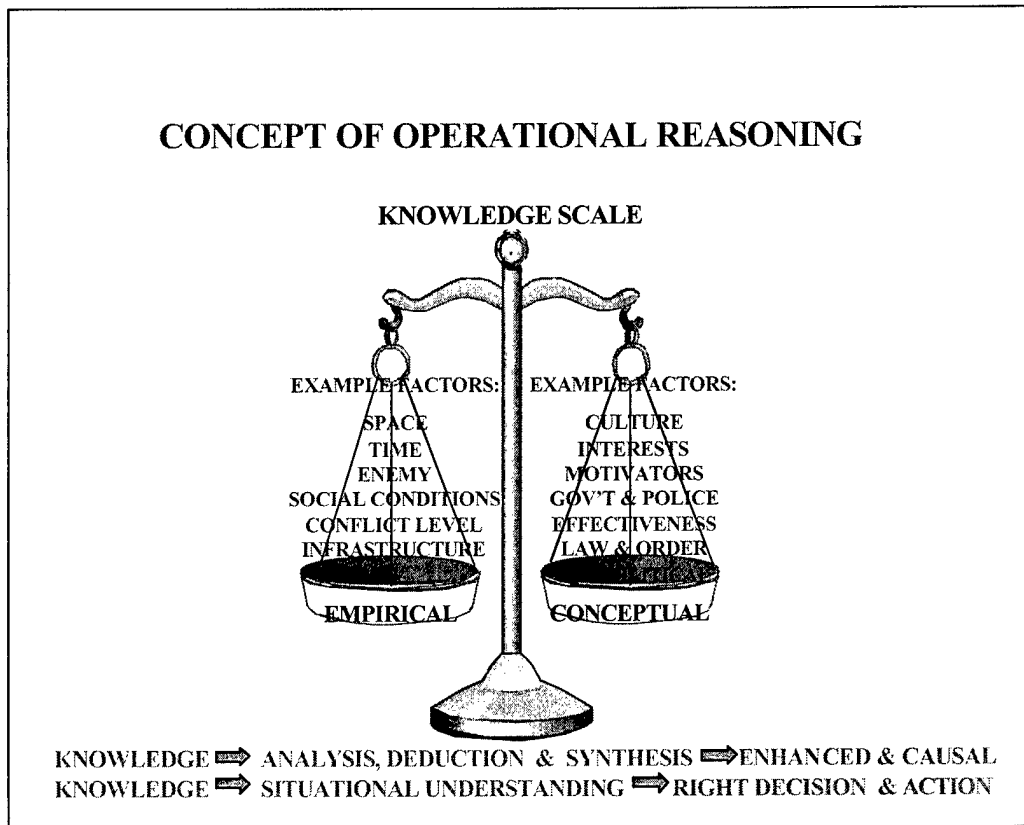 CONCEPT OF OPERATIONAL REASONING
KNOWLEDGE SCALE
EXAMPLE FACTORS:
SPACE
TIME
ENEMY
SOCIAL CONDITIONS
CONFLICT LEVEL
INFRASTRUCTURE
EMPIRICAL
EXAMPLE FACTORS:
CULTURE
INTERESTS
MOTIVATORS
GOV'T & POLICE
EFFECTIVENESS
LAW & ORDER
CONCEPTUAL
KNOWLEDGE ⇒ ANALYSIS, DEDUCTION & SYNTHESIS ⇒ ENHANCED & CAUSAL
KNOWLEDGE ⇒ SITUATIONAL UNDERSTANDING ⇒ RIGHT DECISION & ACTION